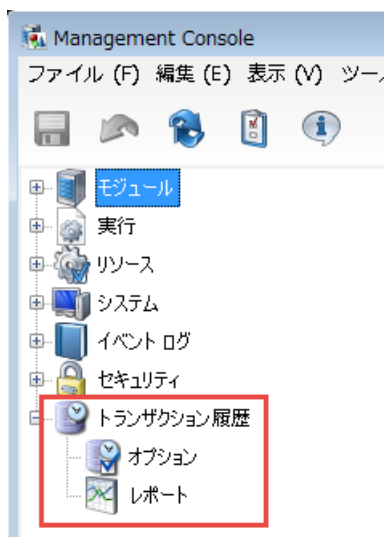 Management Console
ファイル (F) 編集 (E) 表示 (V)
モジュール
実行
リソース
システム
イベント ログ
セキュリティ
トランザクション履歴
オプション
レポート